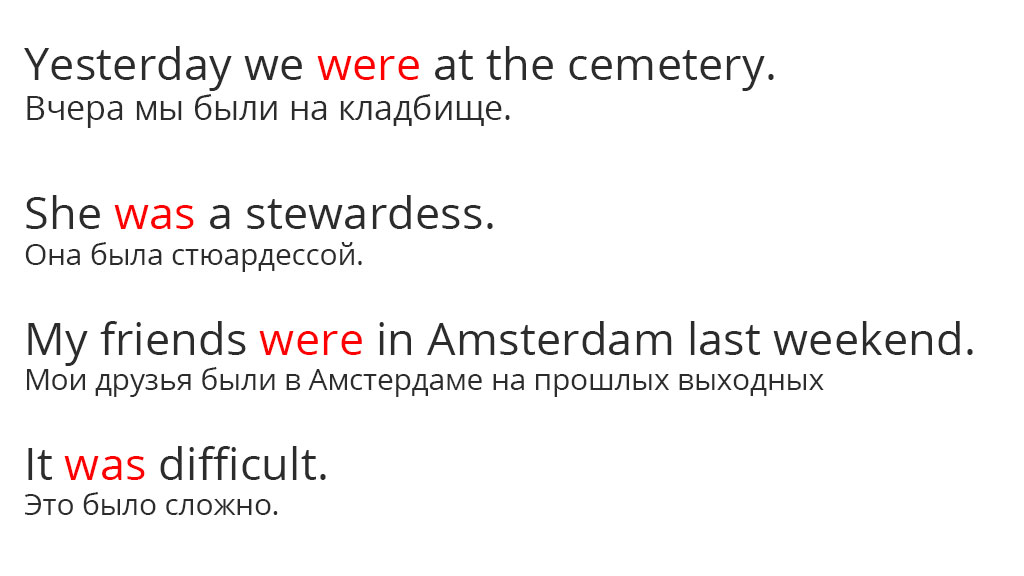 Yesterday we were at the cemetery.
Вчера мы были на кладбище.
She was a stewardess.
Она была стюардессой.
My friends were in Amsterdam last weekend.
Мои друзья были в Амстердаме на прошлых выходных
It was difficult.
Это было сложно.